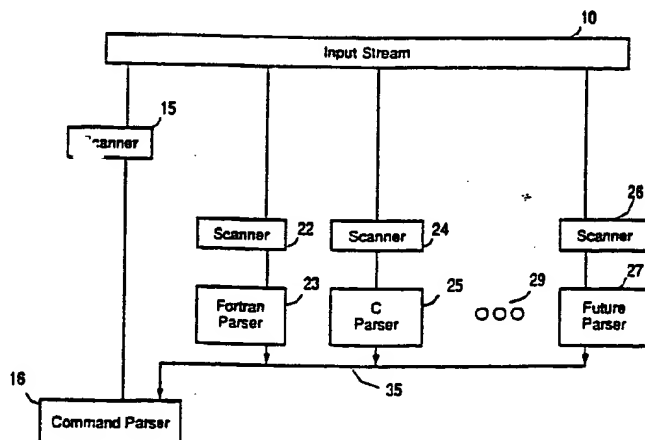 10
Input Stream
15
Scanner
26
Scanner
22
Scanner
24
Scanner
23
Fortran
Parser
25
C
Parser
29
27
Future
Parser
35
16
Command Parser